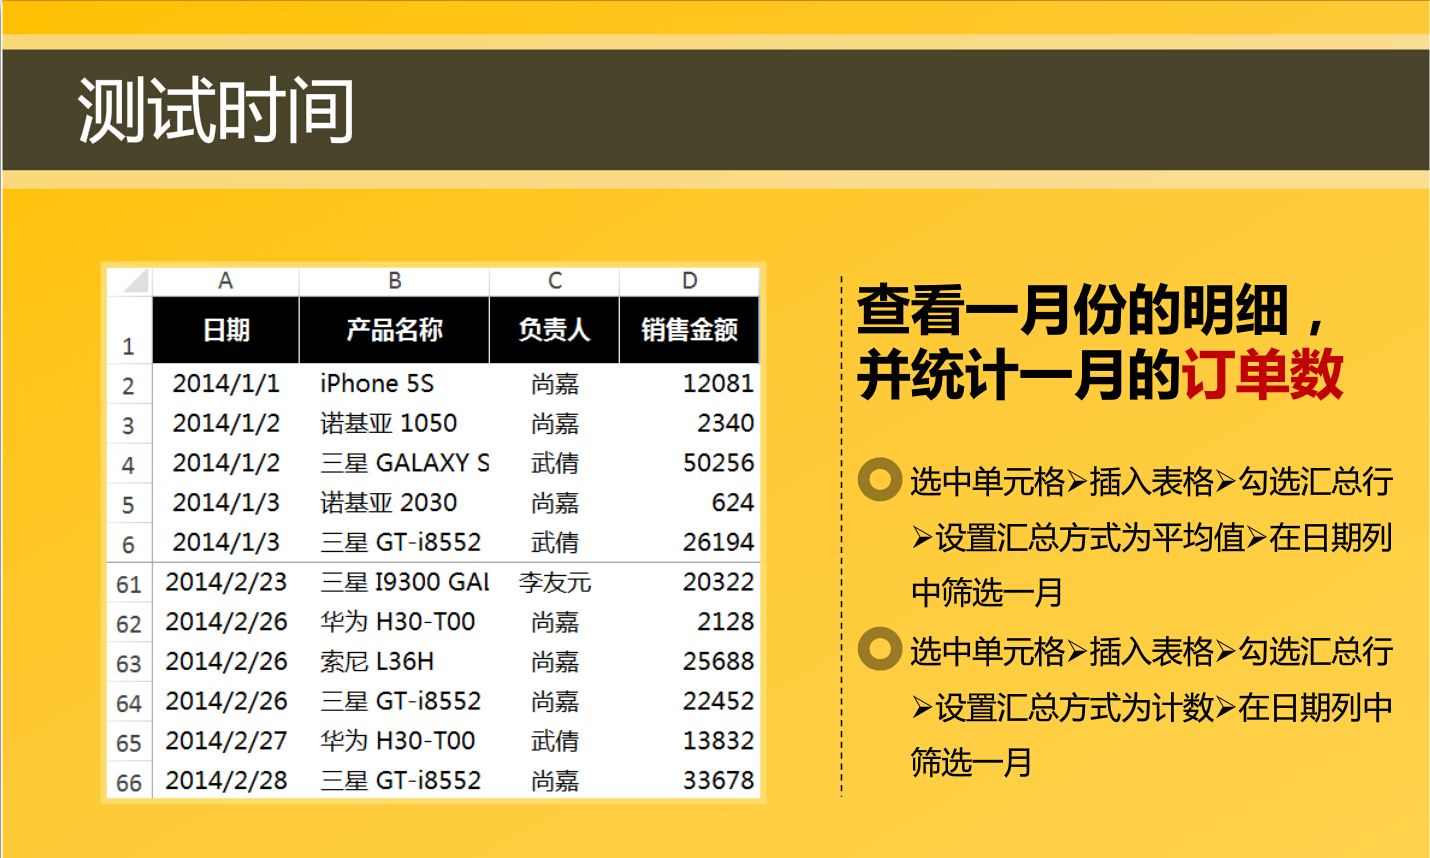 测试时间
A B C D
1 日期 产品名称 负责人 销售金额
2 2014/1/1 iPhone 5S 尚嘉 12081
3 2014/1/2 诺基亚 1050 尚嘉 2340
4 2014/1/2 三星 GALAXY S 武倩 50256
5 2014/1/3 诺基亚 2030 尚嘉 624
6 2014/1/3 三星 GT-i8552 武倩 26194
61 2014/2/23 三星 I9300 GAL 李友元 20322
62 2014/2/26 华为 H30-T00 尚嘉 2128
63 2014/2/26 索尼 L36H 尚嘉 25688
64 2014/2/26 三星 GT-i8552 尚嘉 22452
65 2014/2/27 华为 H30-T00 武倩 13832
66 2014/2/28 三星 GT-i8552 尚嘉 33678
查看一月份的明细，
并统计一月的订单数
选中单元格➢插入表格➢勾选汇总行
➢设置汇总方式为平均值➢在日期列
中筛选一月
选中单元格➢插入表格➢勾选汇总行
➢设置汇总方式为计数➢在日期列中
筛选一月